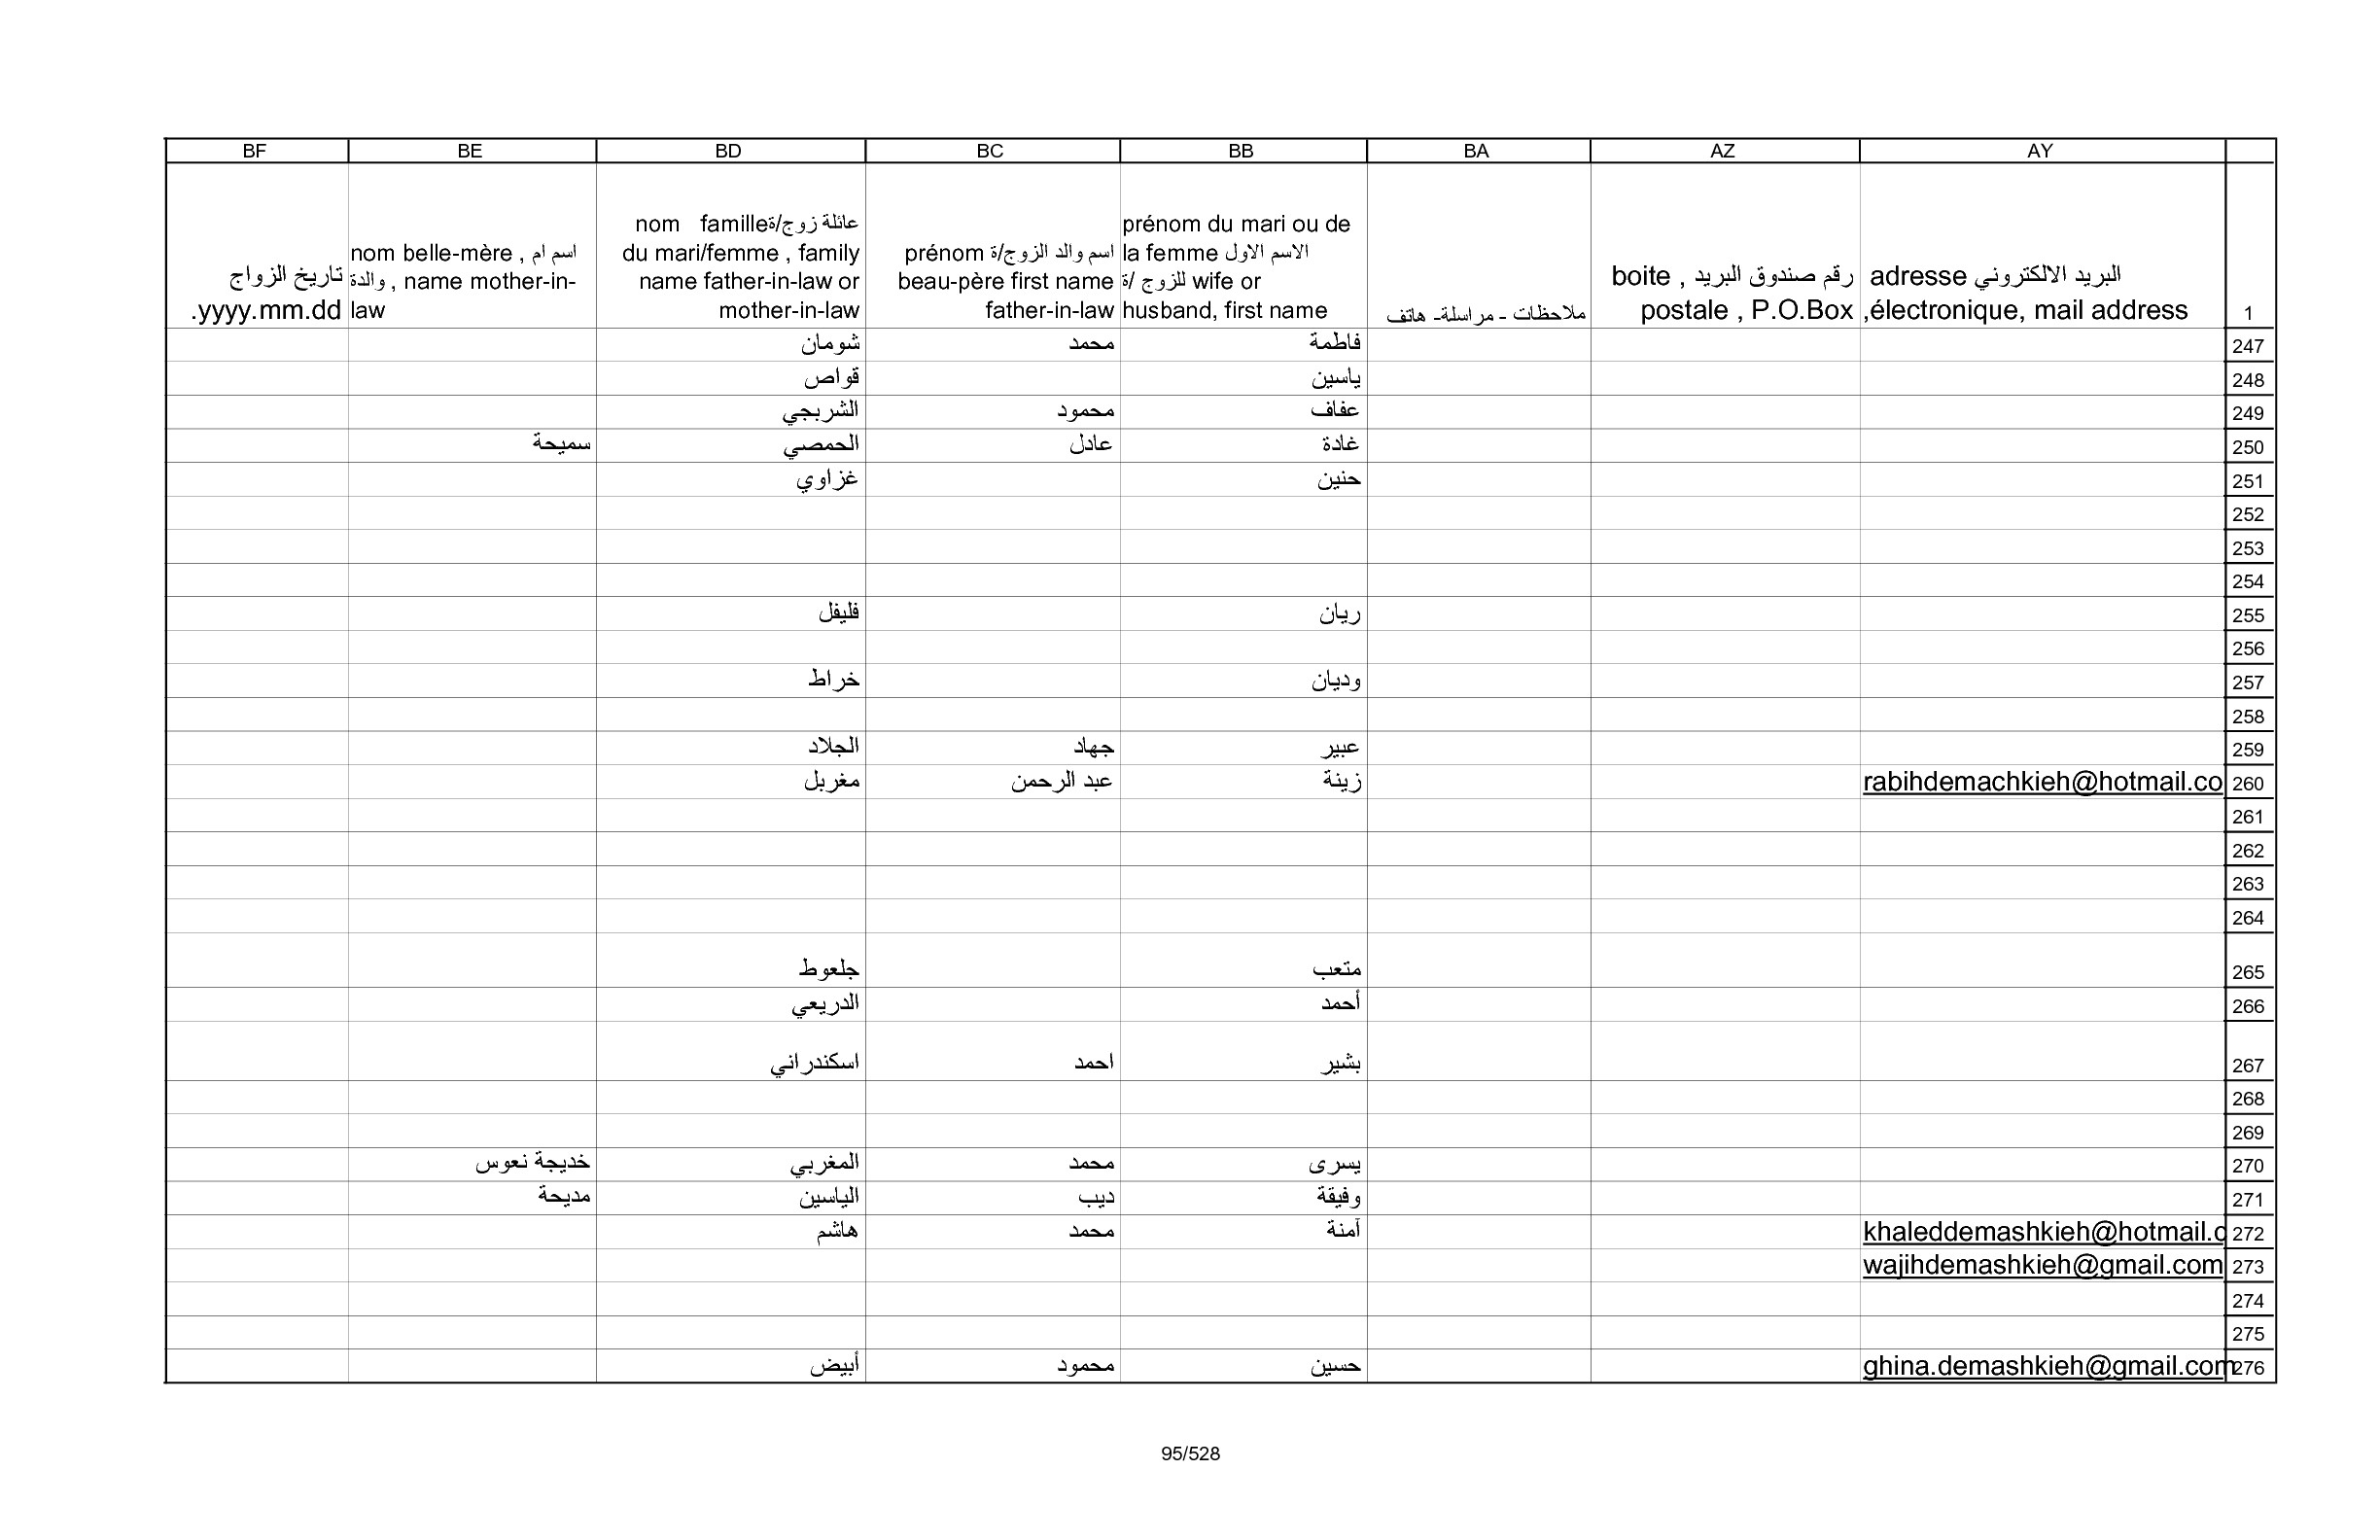 BF BE BD BC BB BA AZ AY
تاريخ الزواج yyyy.mm.dd.
nom belle-mère , اسم ام , والدة , name mother-in-law
nom famille عائلة زوج/ة du mari/femme , family name father-in-law or mother-in-law
prénom اسم والد الزوج/ة beau-père first name father-in-law
prénom du mari ou de la femme الاسم الاول للزوج /ة wife or husband, first name
ملاحظات - مراسلة- هاتف
boite , رقم صندوق البريد postale , P.O.Box
adresse البريد الالكتروني électronique, mail address,
1
شومان محمد فاطمة 247
قواص ياسين 248
الشربجي محمود عفاف 249
سميحة الحمصي عادل غادة 250
غزاوي حنين 251
252
253
254
فليفل ريان 255
256
خراط وديان 257
258
الجلاد جهاد عبير 259
مغربل عبد الرحمن زينة rabihdemachkieh@hotmail.co 260
261
262
263
264
جلعوط متعب 265
الدريعي أحمد 266
اسكندراني احمد بشير 267
268
269
خديجة نعوس المغربي محمد يسرى 270
مديحة الياسين ديب وفيقة 271
هاشم محمد آمنة khaleddemashkieh@hotmail.c 272
wajihdemashkieh@gmail.com 273
274
275
أبيض محمود حسين ghina.demashkieh@gmail.com 276
95/528